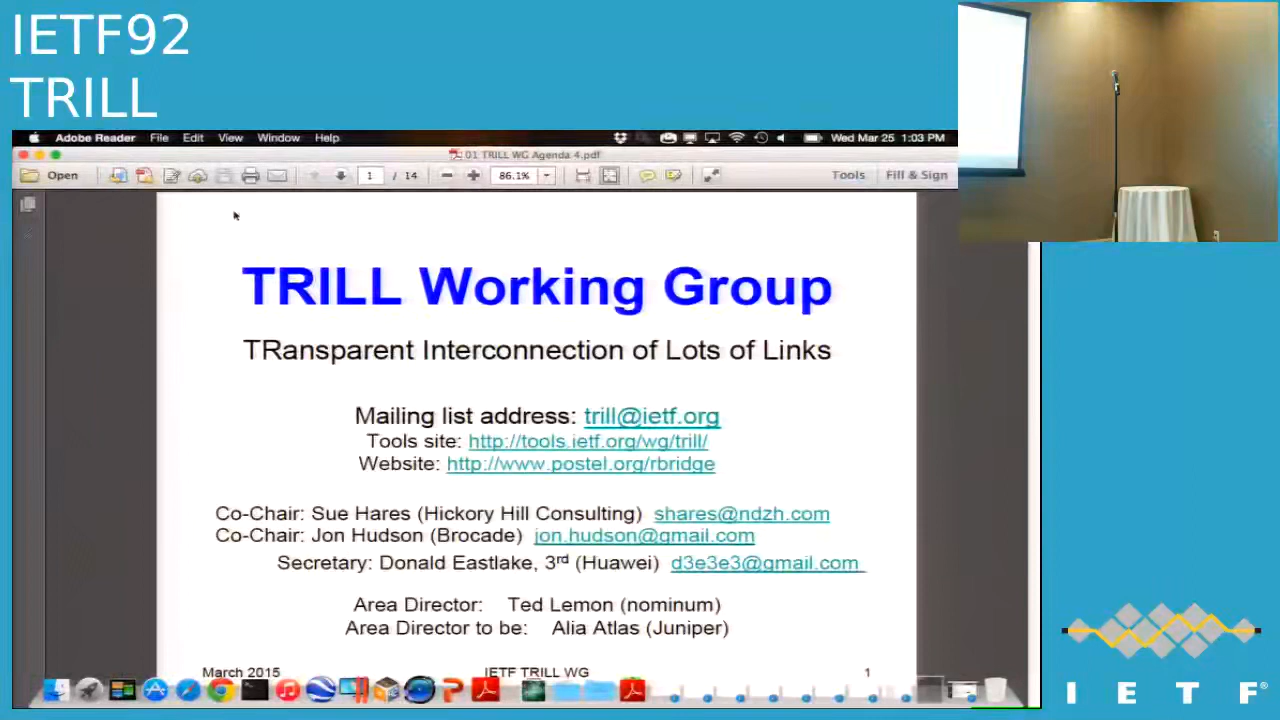 IETF92
TRILL
Adobe Reader File Edit View Window Help Wed Mar 25 1:03 PM
01 TRILL WG Agenda 4.pdf
Open 1 / 14 86.1% Tools Fill & Sign
TRILL Working Group
TRansparent Interconnection of Lots of Links
Mailing list address: trill@ietf.org
Tools site: http://tools.ietf.org/wg/trill/
Website: http://www.postel.org/rbridge
Co-Chair: Sue Hares (Hickory Hill Consulting) shares@ndzh.com
Co-Chair: Jon Hudson (Brocade) jon.hudson@gmail.com
Secretary: Donald Eastlake, 3rd (Huawei) d3e3e3@gmail.com
Area Director: Ted Lemon (nominum)
Area Director to be: Alia Atlas (Juniper)
March 2015 IETF TRILL WG 1
I E T F®